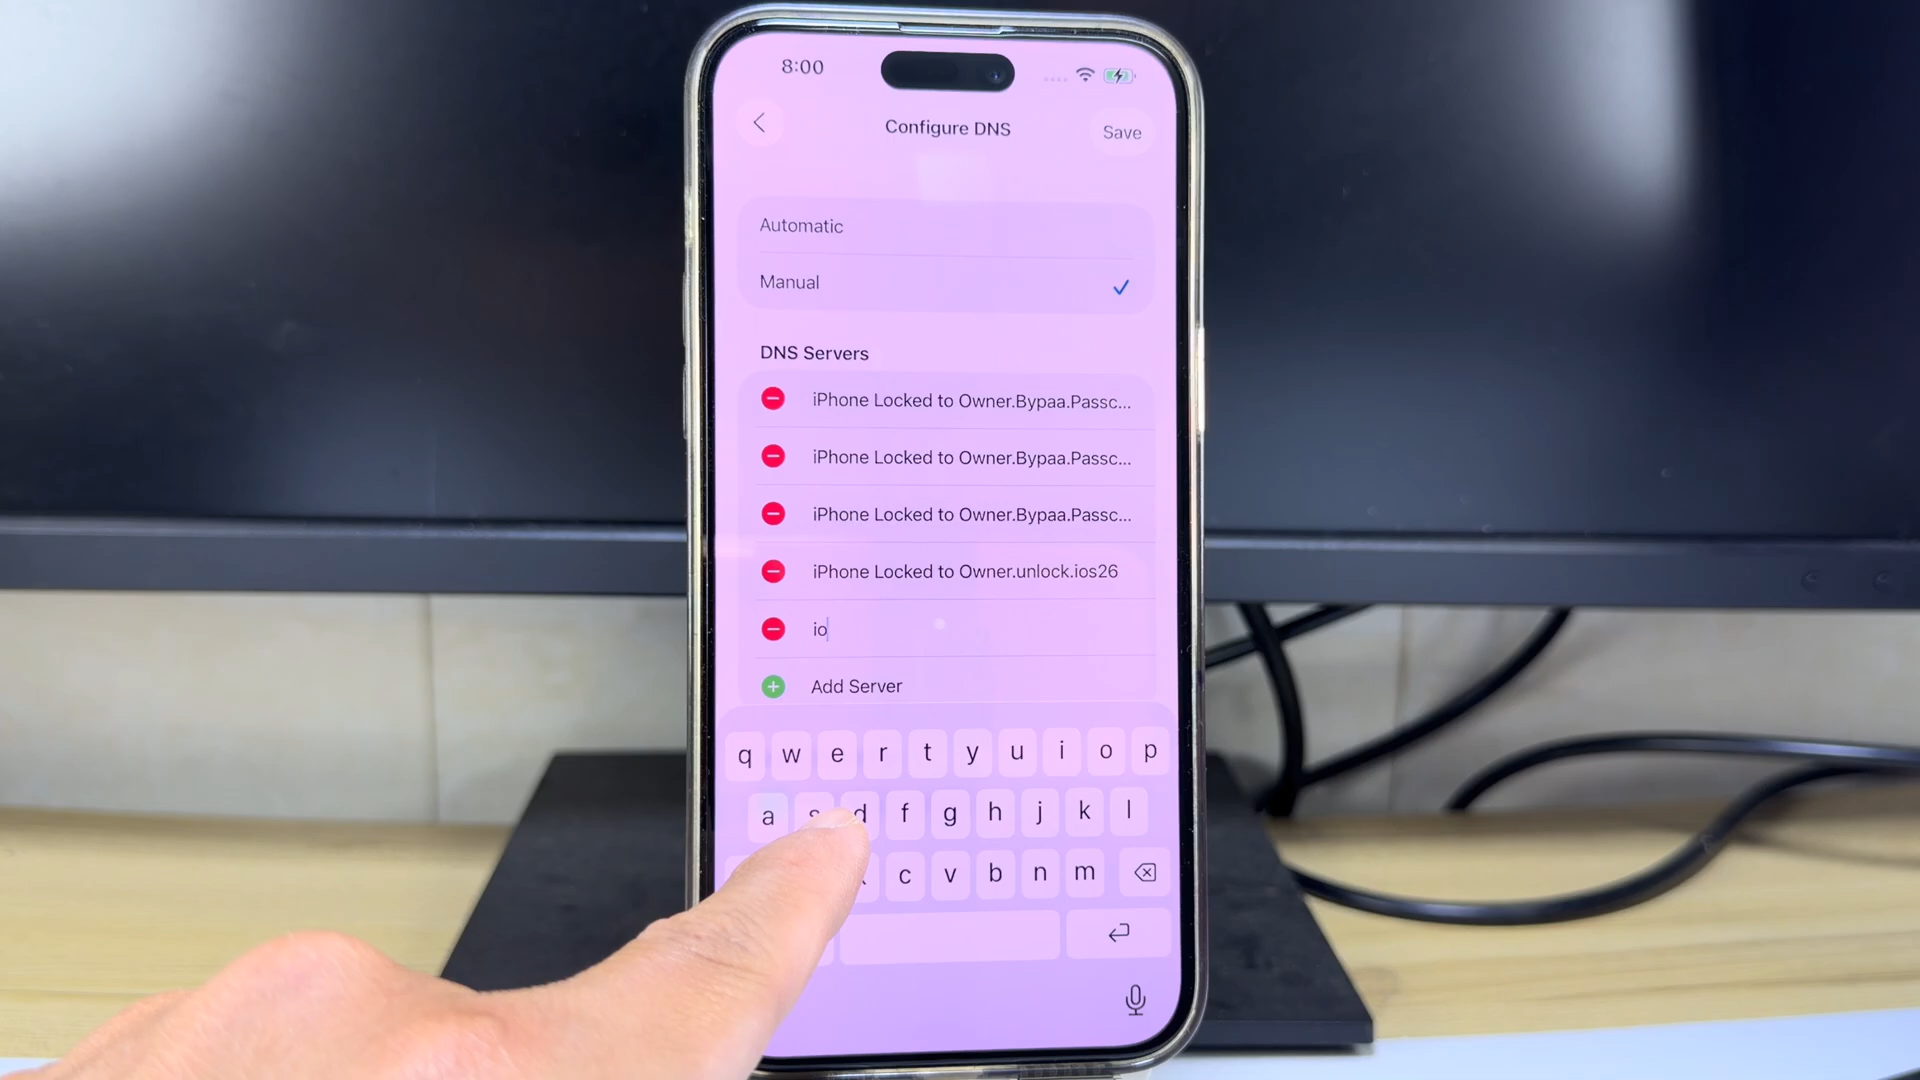 8:00
Configure DNS
Save
Automatic
Manual
DNS Servers
iPhone Locked to Owner.Bypaa.Passc...
iPhone Locked to Owner.Bypaa.Passc...
iPhone Locked to Owner.Bypaa.Passc...
iPhone Locked to Owner.unlock.ios26
io
Add Server
q w e r t y u i o p
a s d f g h j k l
c v b n m